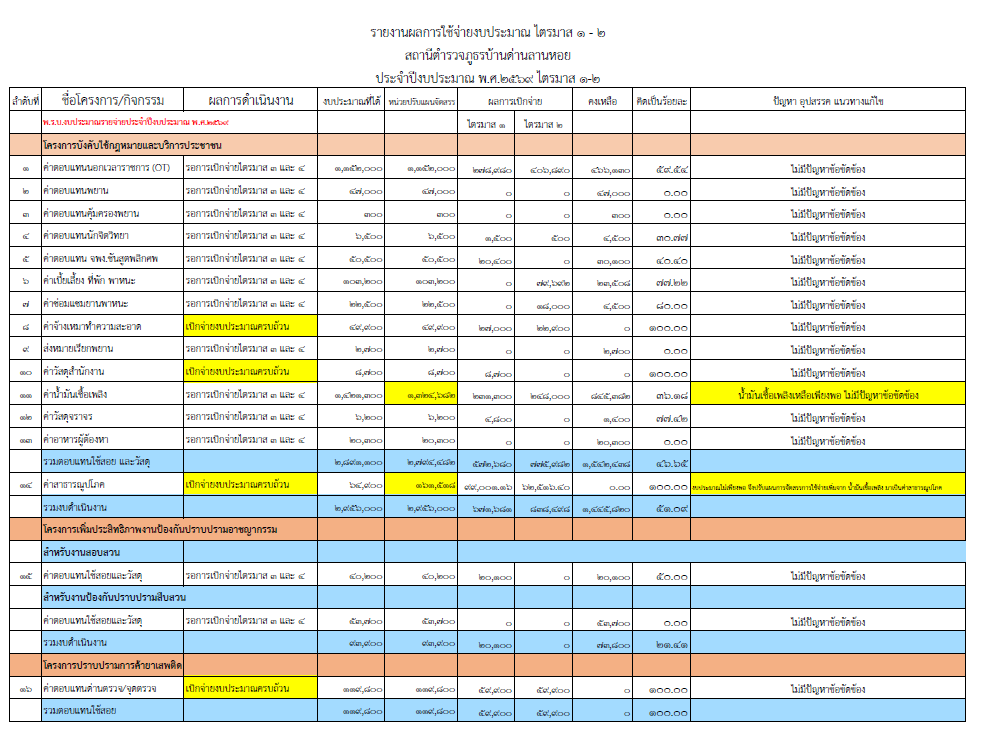 รายงานผลการใช้จ่ายงบประมาณ ไตรมาส ๑ - ๒
สถานีตำรวจภูธรบ้านด่านลานหอย
ประจำปีงบประมาณ พ.ศ.๒๕๖๙ ไตรมาส ๑-๒
ลำดับที่ ชื่อโครงการ/กิจกรรม ผลการดำเนินงาน งบประมาณที่ได้ หน่วยปรับแผนจัดสรร ผลการเบิกจ่าย คงเหลือ คิดเป็นร้อยละ ปัญหา อุปสรรค แนวทางแก้ไข
พ.ร.บ.งบประมาณรายจ่ายประจำปีงบประมาณ พ.ศ.๒๕๖๙ ไตรมาส ๑ ไตรมาส ๒
โครงการบังคับใช้กฎหมายและบริการประชาชน
๑ ค่าตอบแทนนอกเวลาราชการ (OT) รอการเบิกจ่ายไตรมาส ๓ และ ๔ ๑,๑๕๒,๐๐๐ ๑,๑๕๒,๐๐๐ ๒๗๘,๙๘๐ ๔๐๖,๘๙๐ ๔๖๖,๑๓๐ ๕๙.๕๔ ไม่มีปัญหาข้อขัดข้อง
๒ ค่าตอบแทนพยาน รอการเบิกจ่ายไตรมาส ๓ และ ๔ ๔๗,๐๐๐ ๔๗,๐๐๐ ๐ ๐ ๔๗,๐๐๐ ๐.๐๐ ไม่มีปัญหาข้อขัดข้อง
๓ ค่าตอบแทนคุ้มครองพยาน รอการเบิกจ่ายไตรมาส ๓ และ ๔ ๓๐๐ ๓๐๐ ๐ ๐ ๓๐๐ ๐.๐๐ ไม่มีปัญหาข้อขัดข้อง
๔ ค่าตอบแทนนักจิตวิทยา รอการเบิกจ่ายไตรมาส ๓ และ ๔ ๖,๕๐๐ ๖,๕๐๐ ๑,๕๐๐ ๕๐๐ ๔,๕๐๐ ๓๐.๗๗ ไม่มีปัญหาข้อขัดข้อง
๕ ค่าตอบแทน จพง.ชันสูตรพลิกศพ รอการเบิกจ่ายไตรมาส ๓ และ ๔ ๕๐,๕๐๐ ๕๐,๕๐๐ ๒๐,๔๐๐ ๐ ๓๐,๑๐๐ ๔๐.๔๐ ไม่มีปัญหาข้อขัดข้อง
๖ ค่าเบี้ยเลี้ยง ที่พัก พาหนะ รอการเบิกจ่ายไตรมาส ๓ และ ๔ ๑๐๓,๒๐๐ ๑๐๓,๒๐๐ ๐ ๗๙,๖๙๒ ๒๓,๕๐๘ ๗๗.๒๒ ไม่มีปัญหาข้อขัดข้อง
๗ ค่าซ่อมแซมยานพาหนะ รอการเบิกจ่ายไตรมาส ๓ และ ๔ ๒๒,๕๐๐ ๒๒,๕๐๐ ๐ ๑๘,๐๐๐ ๔,๕๐๐ ๘๐.๐๐ ไม่มีปัญหาข้อขัดข้อง
๘ ค่าจ้างเหมาทำความสะอาด เบิกจ่ายงบประมาณครบถ้วน ๔๙,๙๐๐ ๔๙,๙๐๐ ๒๗,๐๐๐ ๒๒,๙๐๐ ๐ ๑๐๐.๐๐ ไม่มีปัญหาข้อขัดข้อง
๙ ส่งหมายเรียกพยาน รอการเบิกจ่ายไตรมาส ๓ และ ๔ ๒,๗๐๐ ๒,๗๐๐ ๐ ๐ ๒,๗๐๐ ๐.๐๐ ไม่มีปัญหาข้อขัดข้อง
๑๐ ค่าวัสดุสำนักงาน เบิกจ่ายงบประมาณครบถ้วน ๘,๗๐๐ ๘,๗๐๐ ๘,๗๐๐ ๐ ๐ ๑๐๐.๐๐ ไม่มีปัญหาข้อขัดข้อง
๑๑ ค่าน้ำมันเชื้อเพลิง รอการเบิกจ่ายไตรมาส ๓ และ ๔ ๑,๔๒๑,๓๐๐ ๑,๓๒๔,๖๘๒ ๒๓๑,๓๐๐ ๒๔๘,๐๐๐ ๘๔๕,๓๘๒ ๓๖.๑๘ น้ำมันเชื้อเพลิงเหลือเพียงพอ ไม่มีปัญหาข้อขัดข้อง
๑๒ ค่าวัสดุจราจร รอการเบิกจ่ายไตรมาส ๓ และ ๔ ๖,๒๐๐ ๖,๒๐๐ ๔,๘๐๐ ๐ ๑,๔๐๐ ๗๗.๔๒ ไม่มีปัญหาข้อขัดข้อง
๑๓ ค่าอาหารผู้ต้องหา รอการเบิกจ่ายไตรมาส ๓ และ ๔ ๒๐,๓๐๐ ๒๐,๓๐๐ ๐ ๐ ๒๐,๓๐๐ ๐.๐๐ ไม่มีปัญหาข้อขัดข้อง
รวมตอบแทนใช้สอย และวัสดุ ๒,๘๙๑,๑๐๐ ๒,๗๙๔,๔๘๒ ๕๗๒,๖๘๐ ๗๗๕,๙๘๒ ๑,๕๔๒,๔๓๘ ๔๖.๖๕
๑๔ ค่าสาธารณูปโภค เบิกจ่ายงบประมาณครบถ้วน ๖๔,๙๐๐ ๑๖๑,๕๑๘ ๙๙,๐๐๑.๑๖ ๖๒,๕๑๖.๔๐ ๐.๐๐ ๑๐๐.๐๐ งบประมาณไม่เพียงพอ จึงปรับแผนการจัดสรรการใช้จ่ายเพิ่มจาก น้ำมันเชื้อเพลิง มาเป็นค่าสาธารณูปโภค
รวมงบดำเนินงาน ๒,๙๕๖,๐๐๐ ๒,๙๕๖,๐๐๐ ๖๗๑,๖๘๑ ๘๓๘,๔๙๘ ๑,๔๔๕,๘๒๐ ๕๑.๐๙
โครงการเพิ่มประสิทธิภาพงานป้องกันปราบปรามอาชญากรรม
สำหรับงานสอบสวน
๑๕ ค่าตอบแทนใช้สอยและวัสดุ รอการเบิกจ่ายไตรมาส ๓ และ ๔ ๔๐,๒๐๐ ๔๐,๒๐๐ ๒๐,๑๐๐ ๐ ๒๐,๑๐๐ ๕๐.๐๐ ไม่มีปัญหาข้อขัดข้อง
สำหรับงานป้องกันปราบปรามสืบสวน
ค่าตอบแทนใช้สอยและวัสดุ รอการเบิกจ่ายไตรมาส ๓ และ ๔ ๕๓,๗๐๐ ๕๓,๗๐๐ ๐ ๐ ๕๓,๗๐๐ ๐.๐๐ ไม่มีปัญหาข้อขัดข้อง
รวมงบดำเนินงาน ๙๓,๙๐๐ ๙๓,๙๐๐ ๒๐,๑๐๐ ๐ ๗๓,๘๐๐ ๒๑.๔๑
โครงการปราบปรามการค้ายาเสพติด
๑๖ ค่าตอบแทนด่านตรวจ/จุดตรวจ เบิกจ่ายงบประมาณครบถ้วน ๑๑๙,๘๐๐ ๑๑๙,๘๐๐ ๕๙,๙๐๐ ๕๙,๙๐๐ ๐ ๑๐๐.๐๐ ไม่มีปัญหาข้อขัดข้อง
รวมตอบแทนใช้สอย ๑๑๙,๘๐๐ ๑๑๙,๘๐๐ ๕๙,๙๐๐ ๕๙,๙๐๐ ๐ ๑๐๐.๐๐